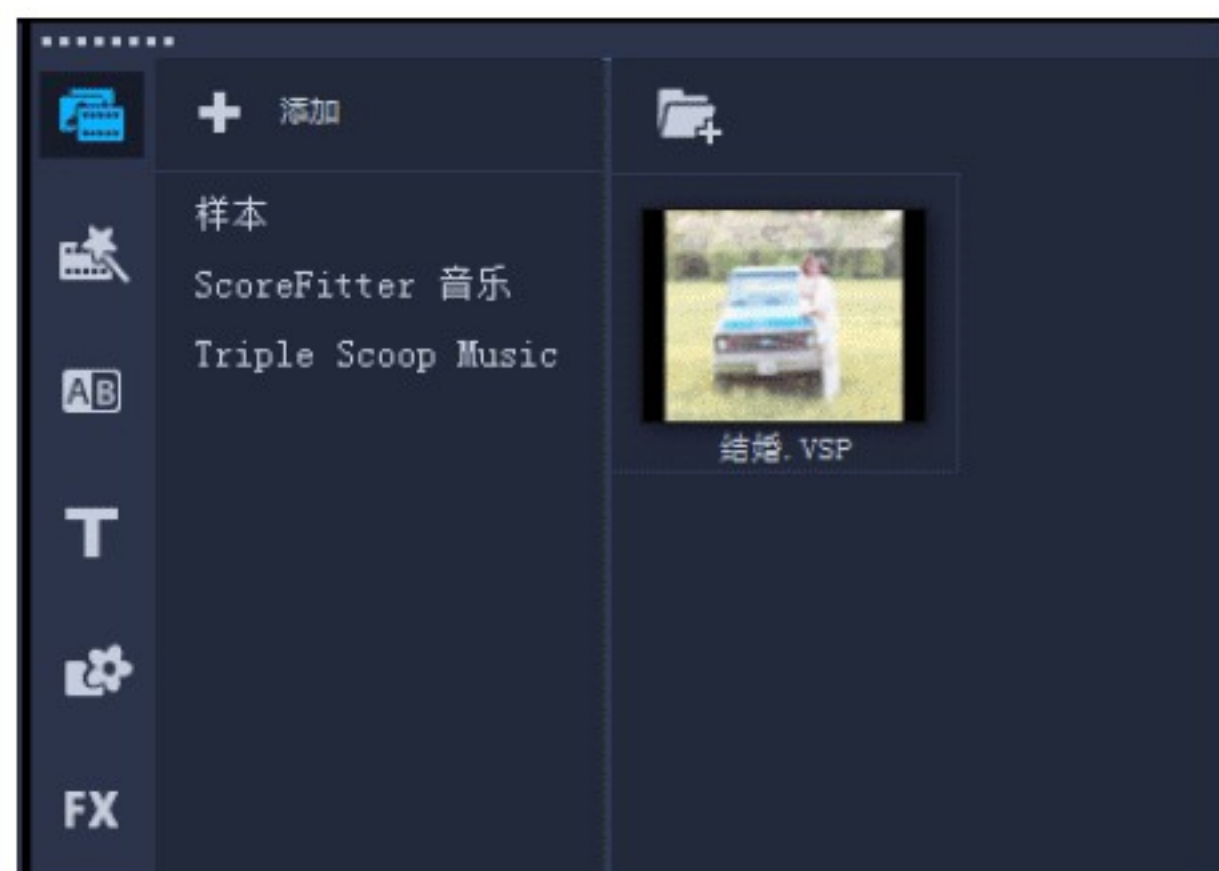 添加
样本
ScoreFitter 音乐
Triple Scoop Music
结婚.VSP
AB
T
FX